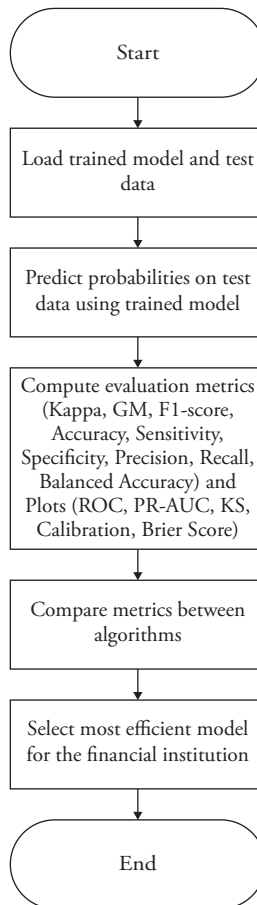 Start
Load trained model and test
data
Predict probabilities on test
data using trained model
Compute evaluation metrics
(Kappa, GM, F1-score,
Accuracy, Sensitivity,
Specificity, Precision, Recall,
Balanced Accuracy) and
Plots (ROC, PR-AUC, KS,
Calibration, Brier Score)
Compare metrics between
algorithms
Select most efficient model
for the financial institution
End